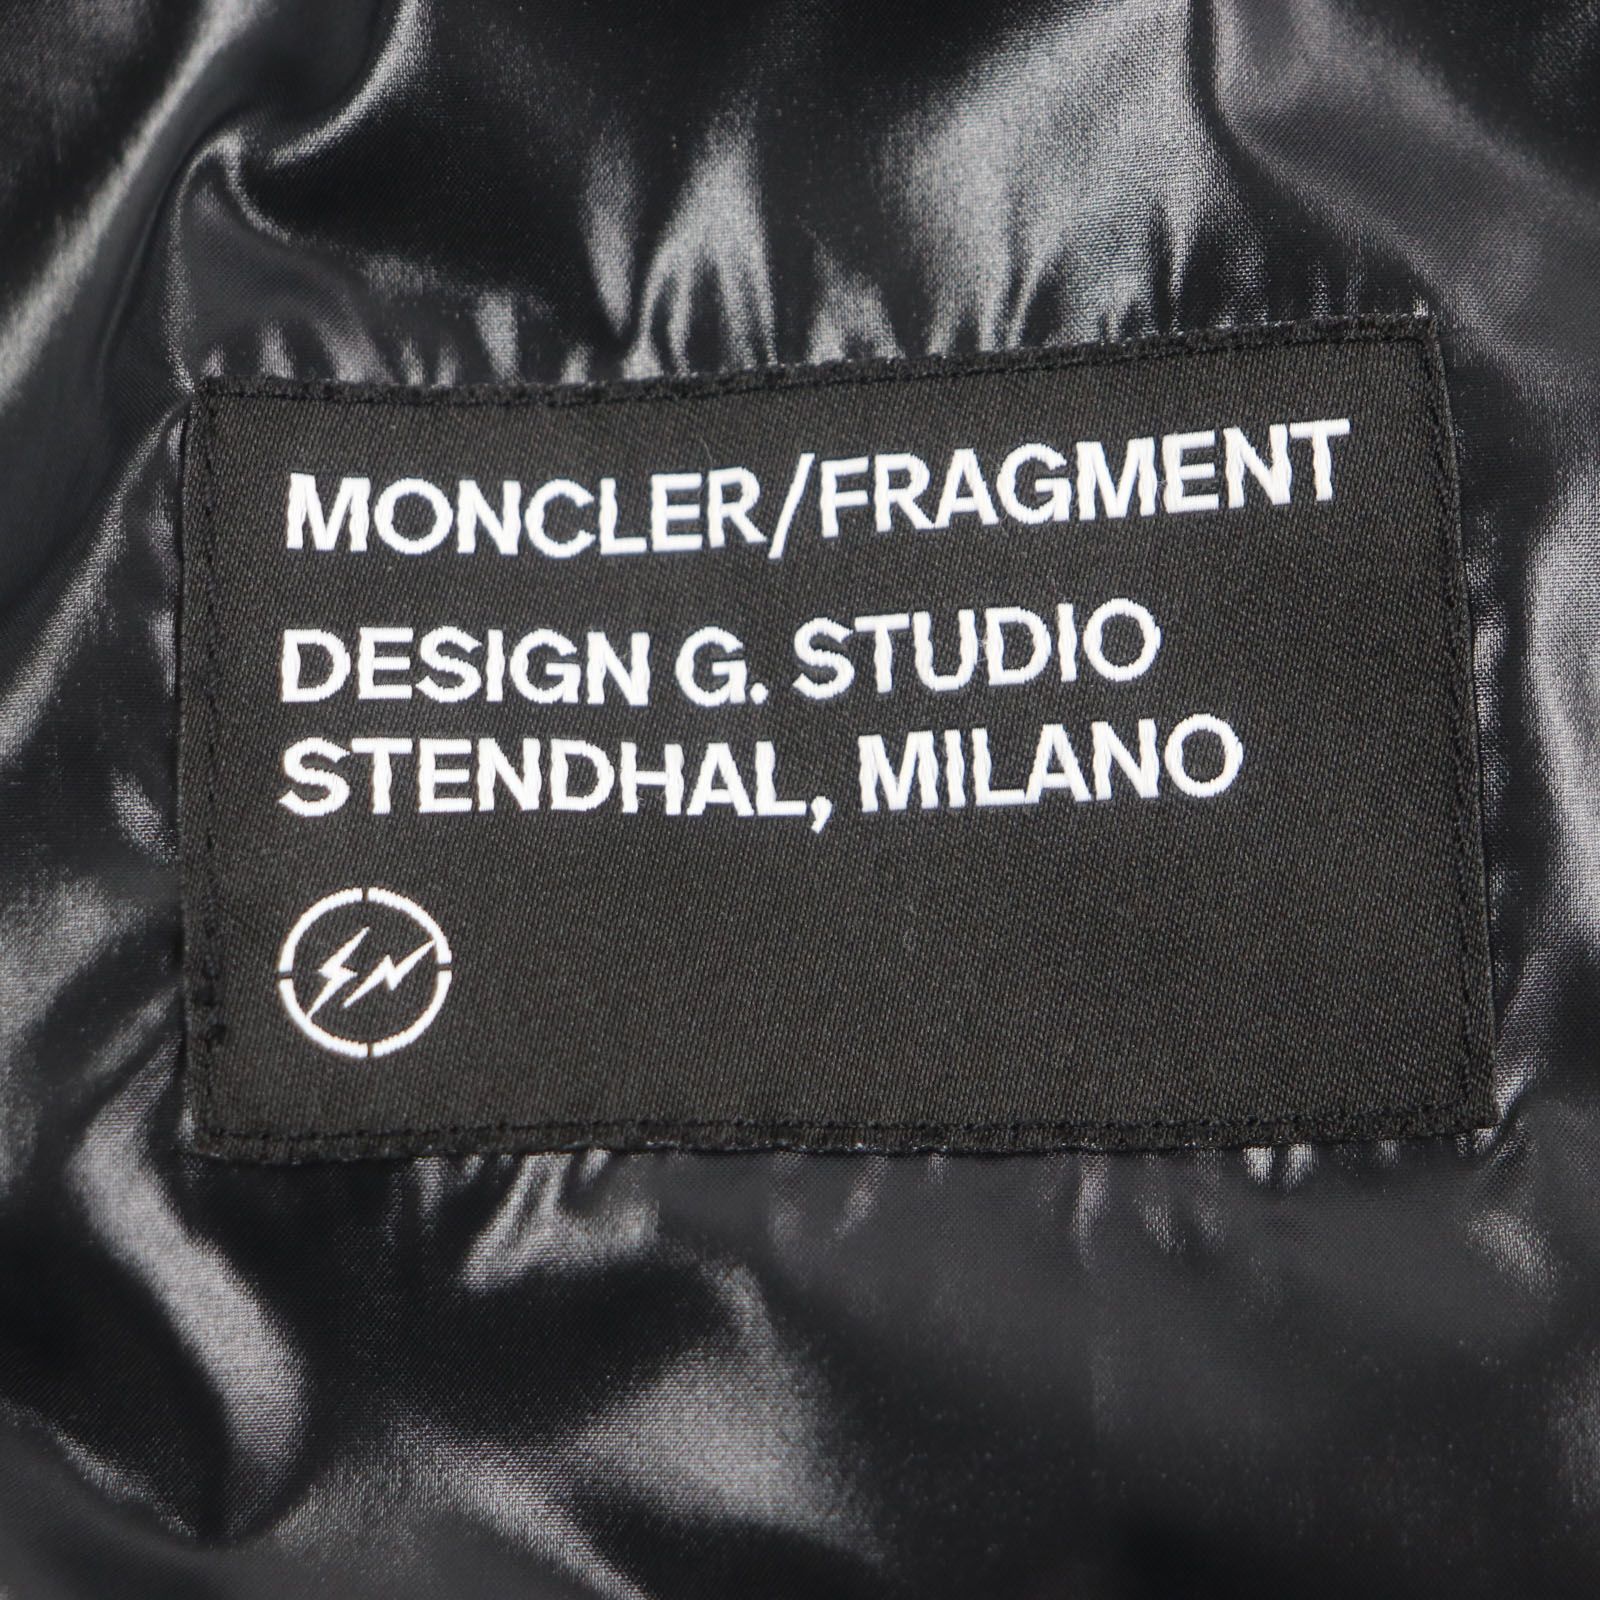 MONCLER/FRAGMENT
DESIGN G. STUDIO
STENDHAL, MILANO